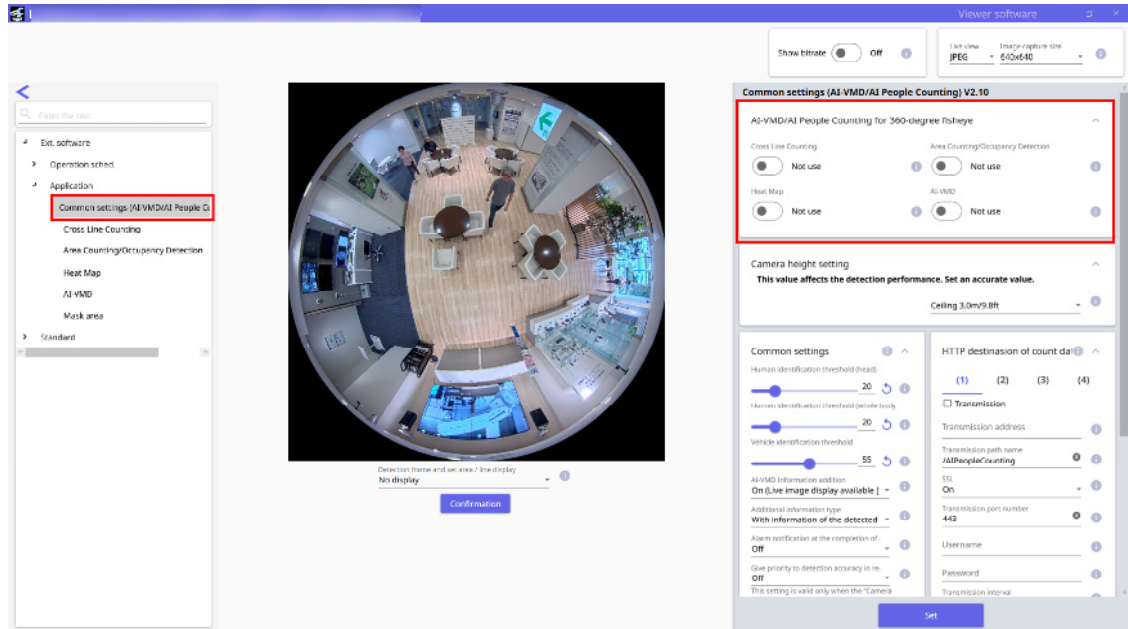 Viewer software
Show bitrate
Off
Live view
JPEG
Image capture size
640x640
Enter the text
Ext. software
Operation sched.
Application
Common settings (AI-VMD/AI People Co
Cross Line Counting
Area Counting/Occupancy Detection
Heat Map
AI-VMD
Mask area
Standard
Detection frame and set area / line display
No display
Confirmation
Common settings (AI-VMD/AI People Counting) V2.10
AI-VMD/AI People Counting for 360-degree fisheye
Cross Line Counting
Not use
Area Counting/Occupancy Detection
Not use
Heat Map
Not use
AI-VMD
Not use
Camera height setting
This value affects the detection performance. Set an accurate value.
Ceiling 3.0m/9.8ft
Common settings
Human identification threshold (head)
20
Human identification threshold (whole body
20
Vehicle identification threshold
55
AI-VMD Information addition
On (Live image display available [
Additional information type
With information of the detected
Alarm notification at the completion of
Off
Give priority to detection accuracy in re
Off
This setting is valid only when the "Camera
HTTP destinasion of count da
(1) (2) (3) (4)
Transmission
Transmission address
Transmission path name
/AIPeopleCounting
SSL
On
Transmission port number
443
Username
Password
Transmission interval
Set